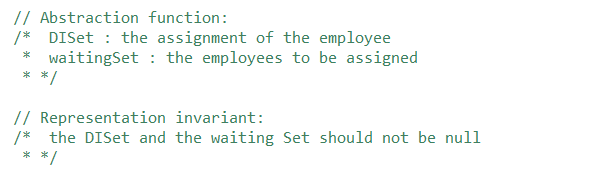 // Abstraction function:
/*  DISet : the assignment of the employee
 *  waitingSet : the employees to be assigned
 * */
// Representation invariant:
/*  the DISet and the waiting Set should not be null
 * */